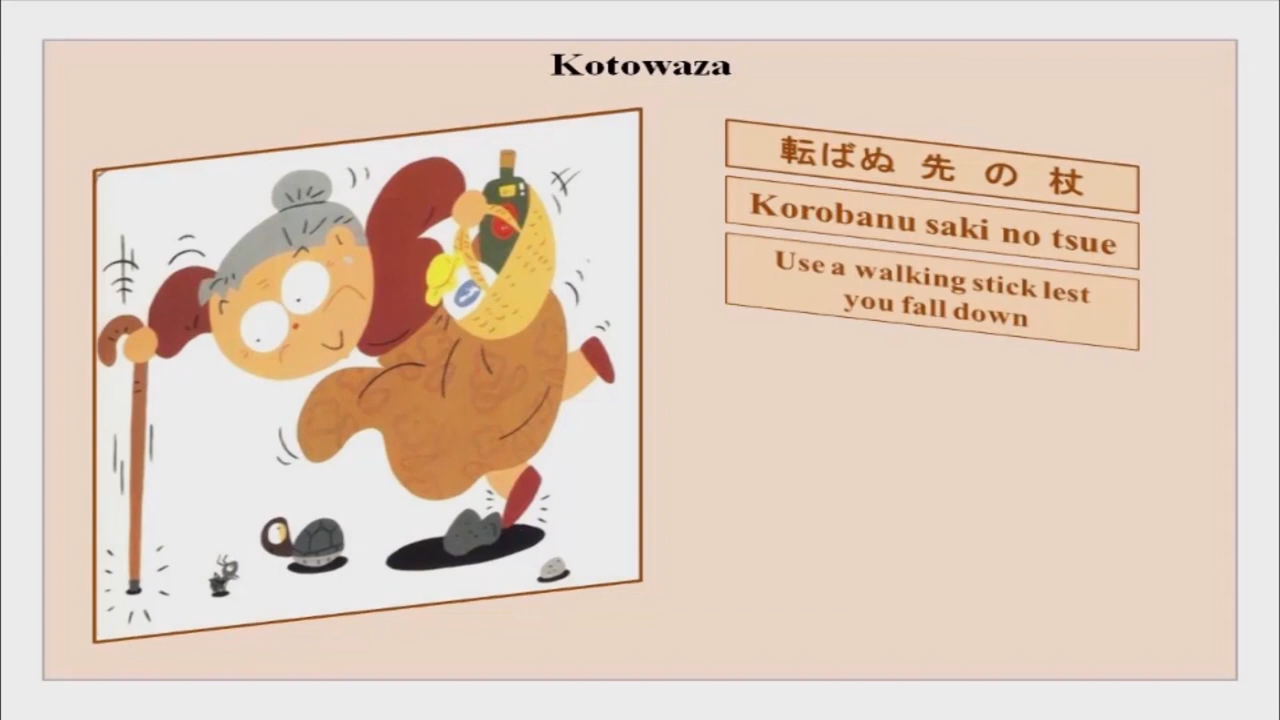 Kotowaza
転ばぬ 先 の 杖
Korobanu saki no tsue
Use a walking stick lest
you fall down